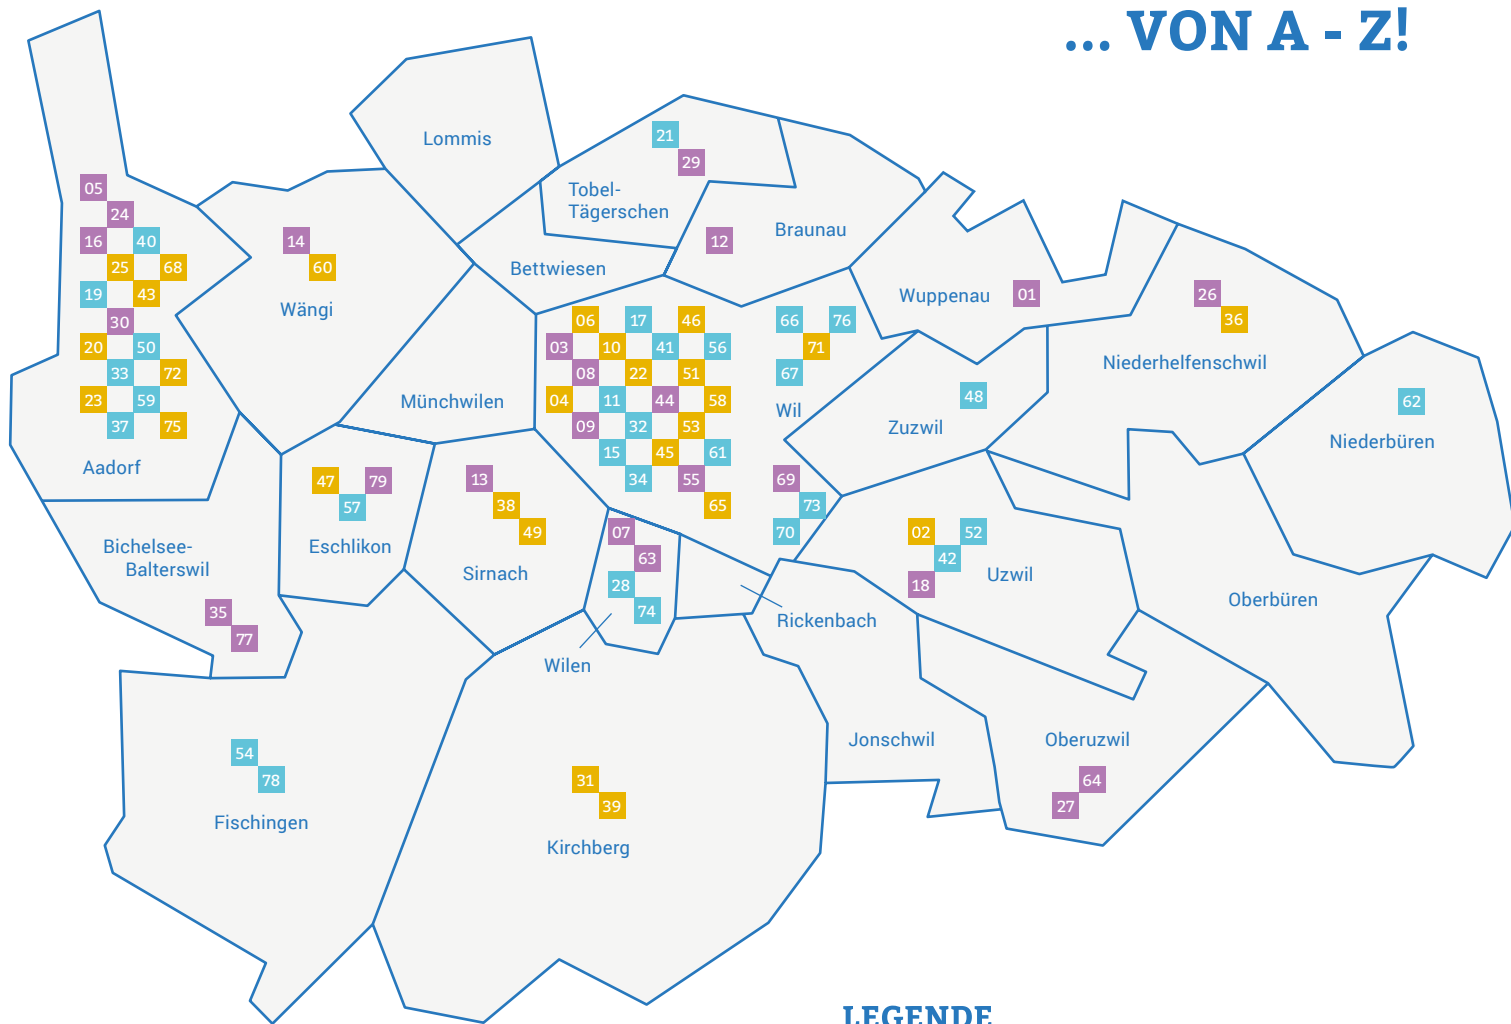 ... VON A - Z!
Lommis
21
29
Tobel-
Tägerschen
12
Braunau
Bettwiesen
05
24
16 40
25 68
19 43
30
20 50
33 72
23 59
37 75
Aadorf
14
60
Wängi
Münchwilen
06 17 46
03 10 41 56
08 22 51
04 11 44 58
09 32 53
15 45 61
34 55
65
66 76
71
67
Wil
69
73
70
Wuppenau 01
26
36
Niederhelfenschwil
48
Zuzwil
62
Niederbüren
47 79
57
Eschlikon
13
38
49
Sirnach
07
63
28
74
Wilen
Rickenbach
02 52
42
18
Uzwil
Oberbüren
Bichelsee-
Balterswil
35
77
54
78
Fischingen
31
39
Kirchberg
Jonschwil
Oberuzwil
64
27
LEGENDE